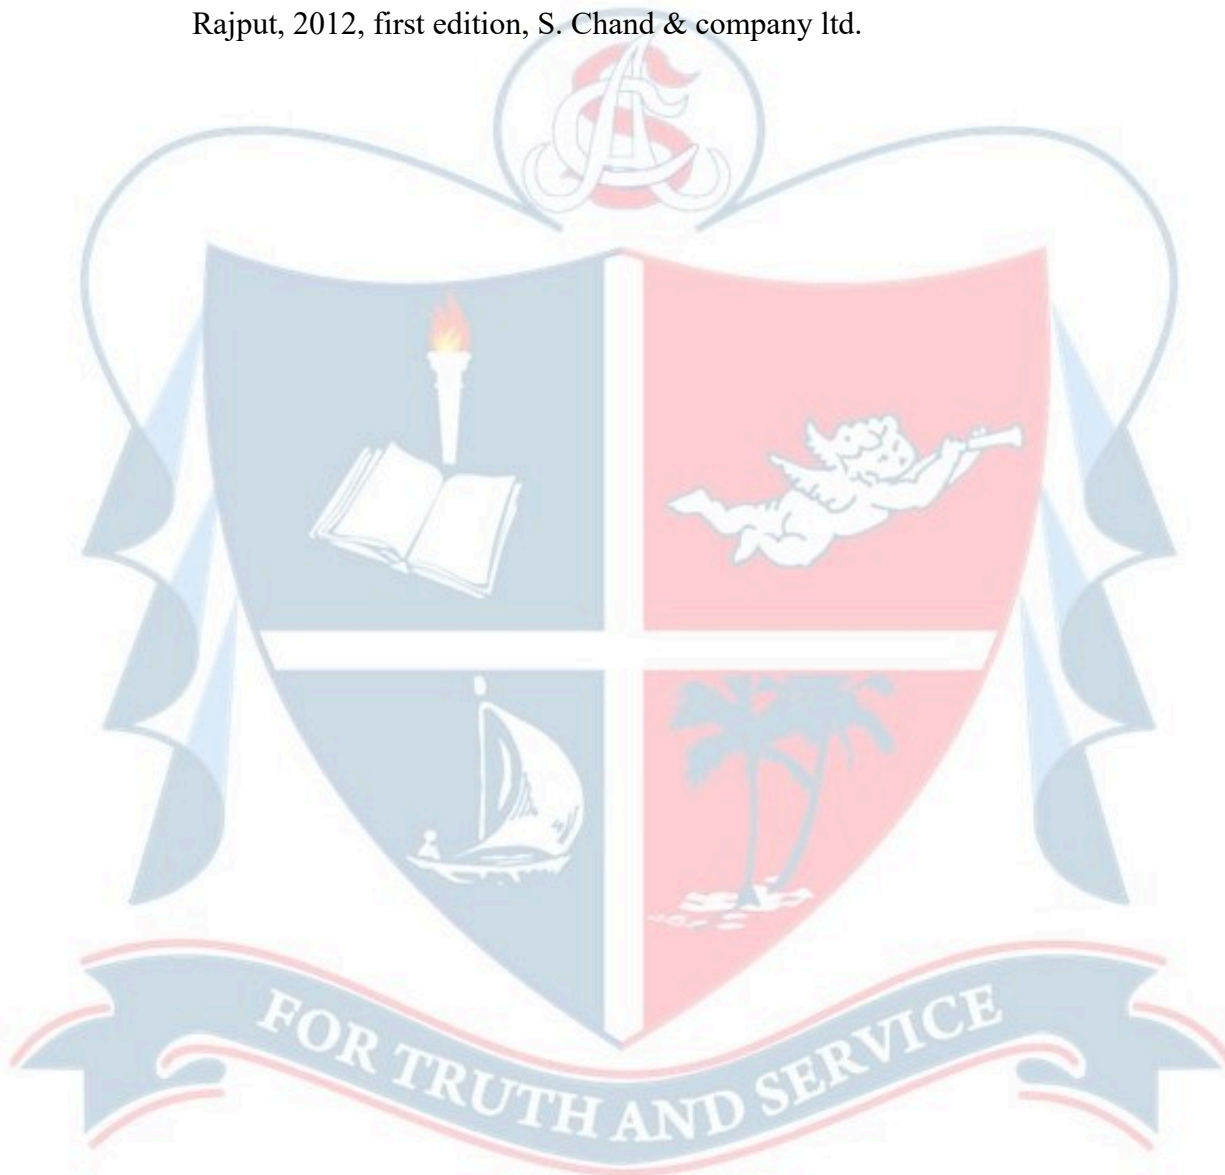 Rajput, 2012, first edition, S. Chand & company ltd.
FOR TRUTH AND SERVICE